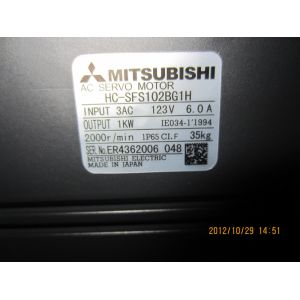 MITSUBISHI
AC SERVO MOTOR
HC-SFS102BG1H
INPUT 3AC 123V 6.0A
OUTPUT 1KW IE034-1'1994
2000r/min IP65 CI.F 35kg
SER.No.ER4362006 048
MITSUBISHI ELECTRIC
MADE IN JAPAN
2012/10/29 14:51